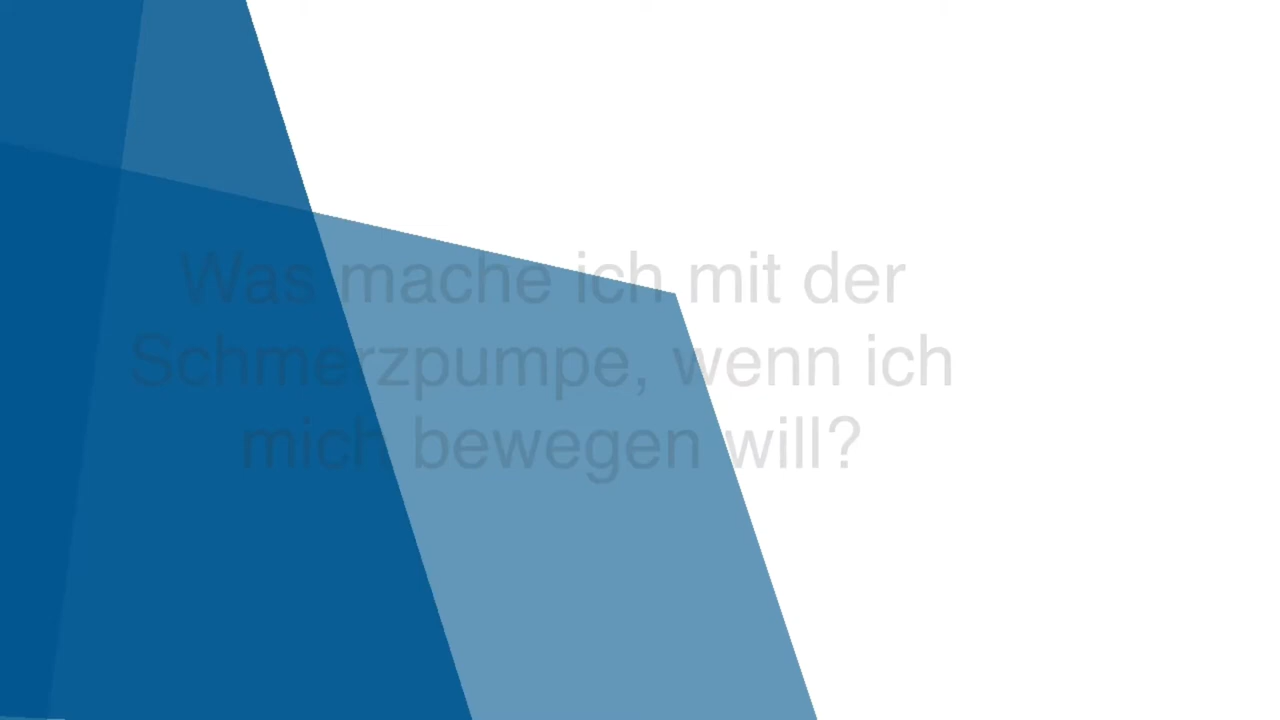 Was mache ich mit der
Schmerzpumpe, wenn ich
mich bewegen will?